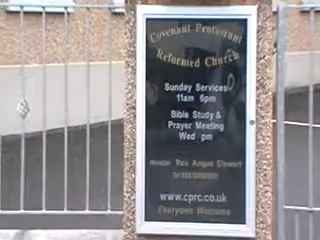 Covenant Protestant
Reformed Church
Sunday Services
11am 6pm
Bible Study &
Prayer Meeting
Wed pm
Minister Rev. Angus Stewart
Tel
www.cprc.co.uk
Everyone Welcome